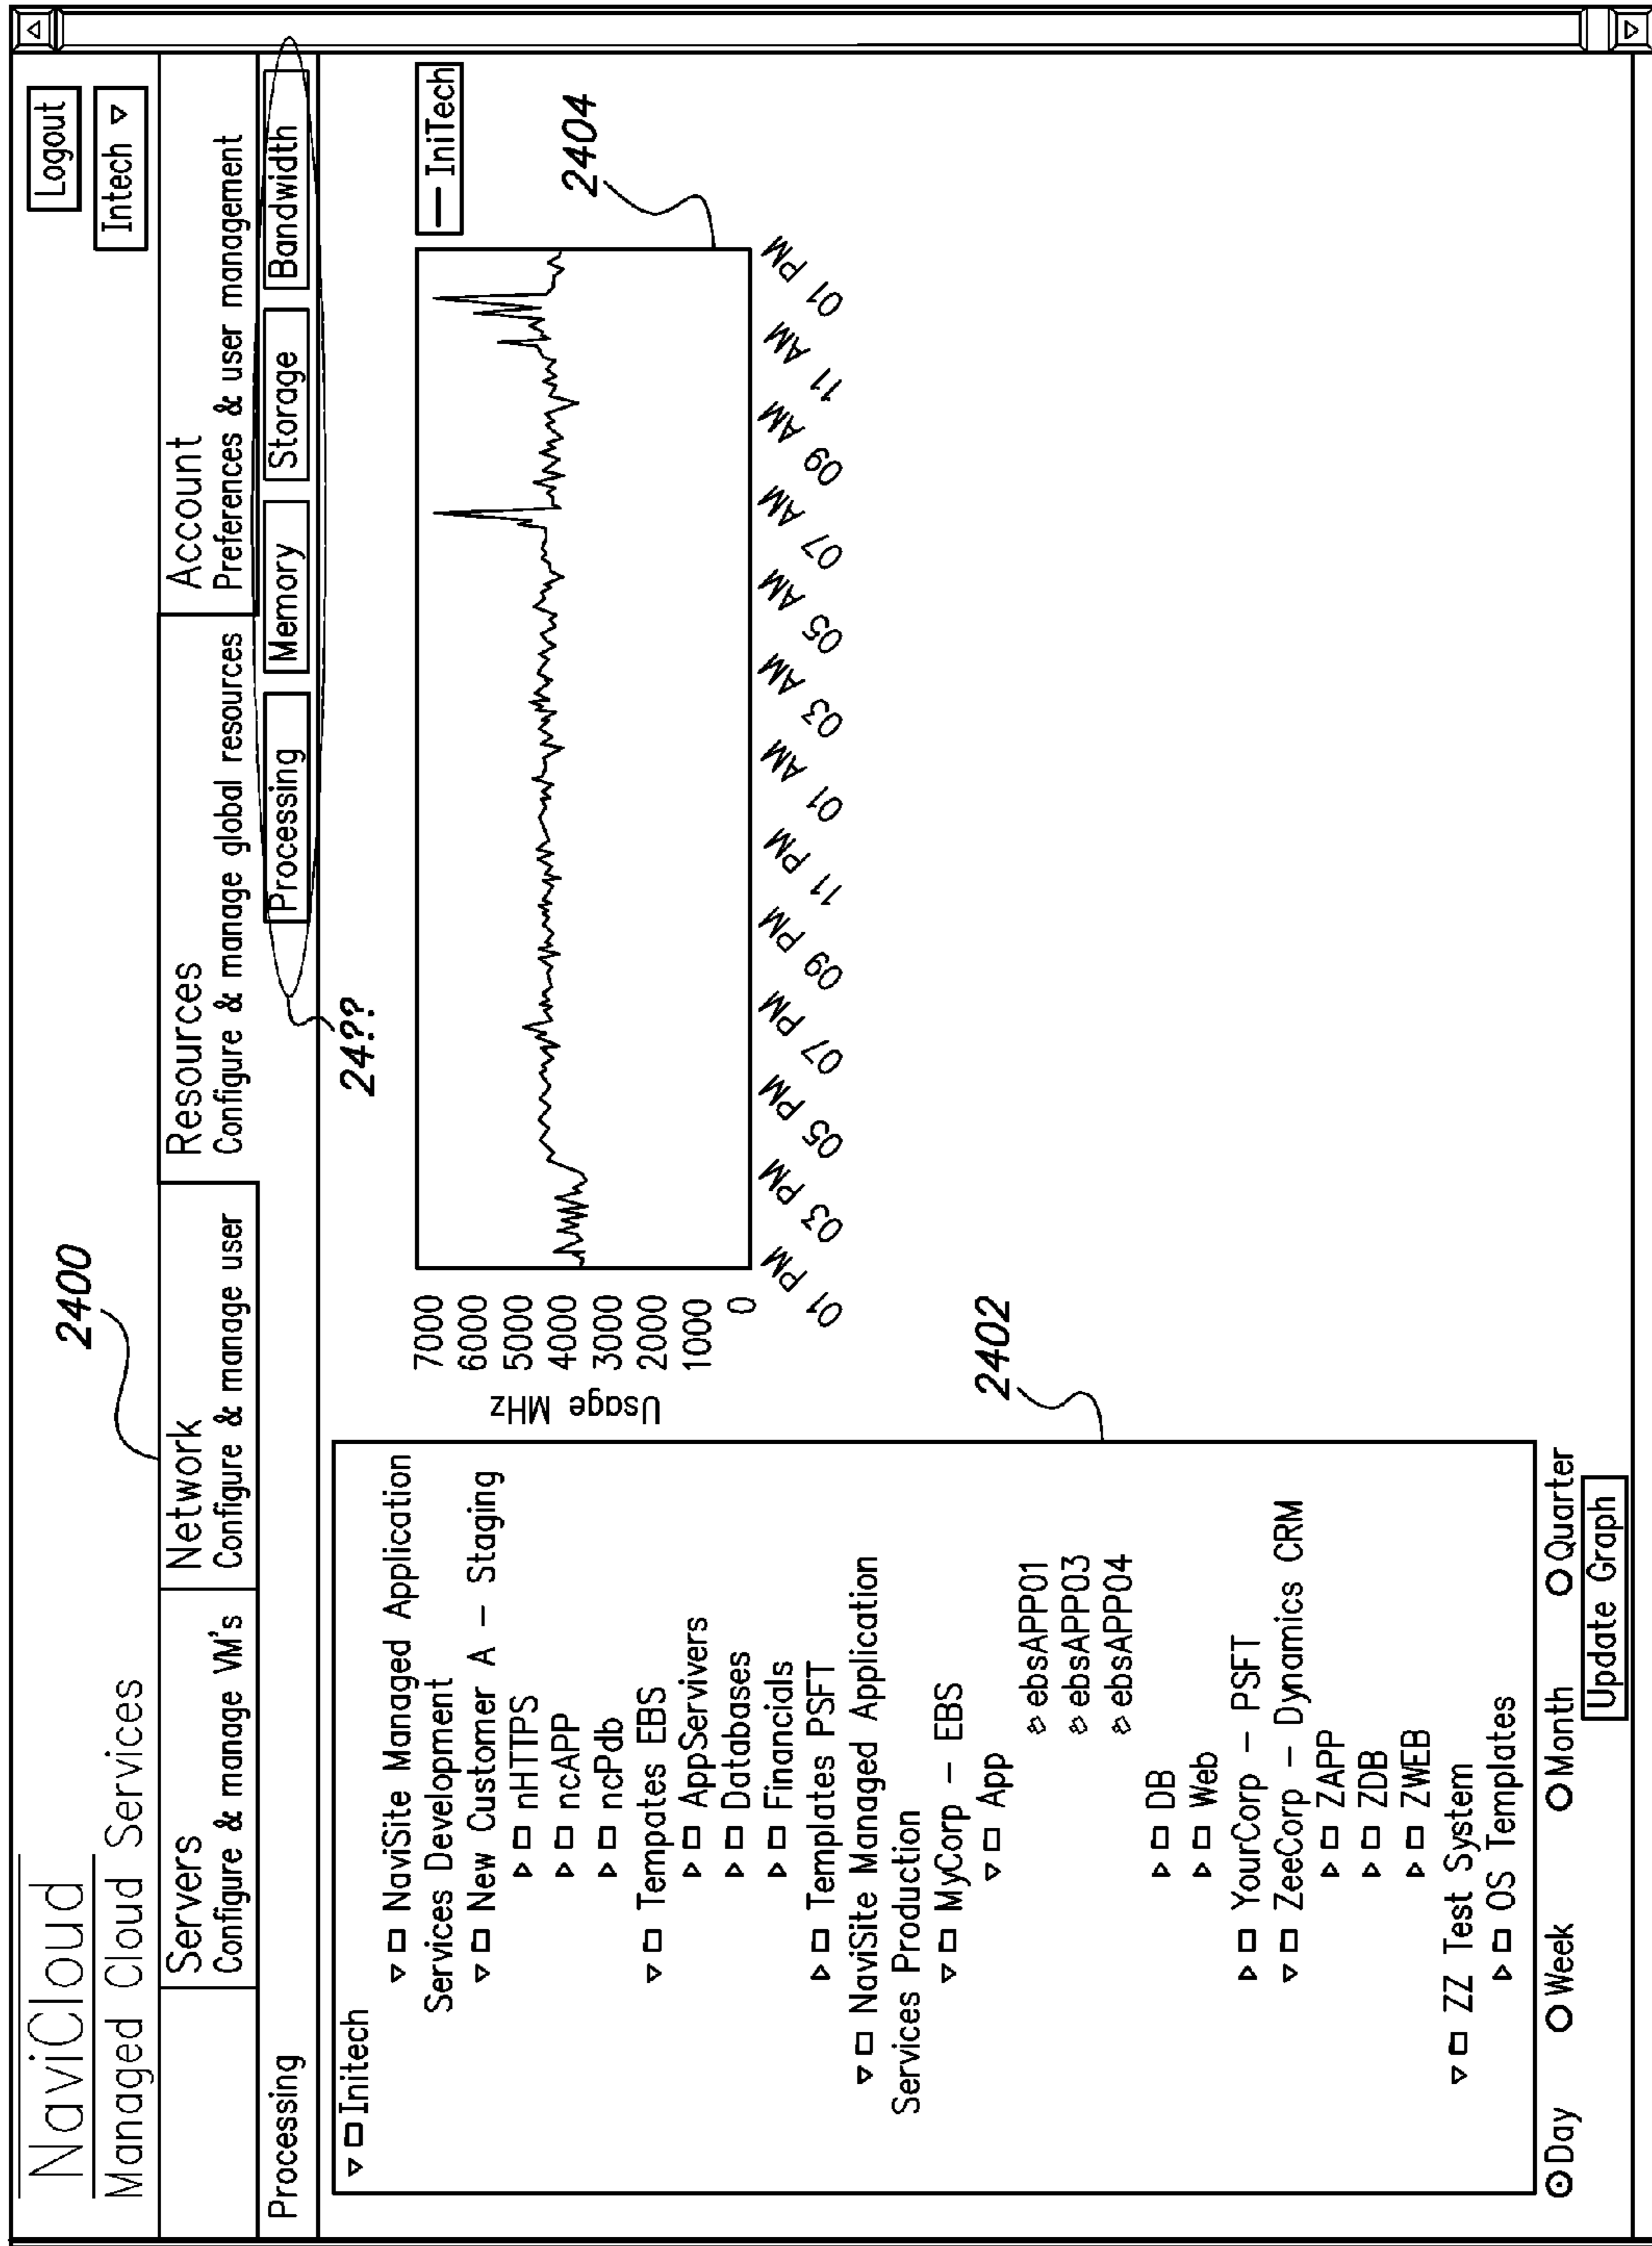 NaviCloud
Managed Cloud Services
Logout
Intech
2400
Servers
Configure & manage VM's
Network
Configure & manage user
Resources
Configure & manage global resources
Account
Preferences & user management
Processing
Processing Memory Storage Bandwidth
24??
Initech
NaviSite Managed Application
Services Development
New Customer A - Staging
nHTTPS
ncAPP
ncPdb
Tempates EBS
AppServivers
Databases
Financials
Templates PSFT
NaviSite Managed Application
Services Production
MyCorp - EBS
App
ebsAPP01
ebsAPP03
ebsAPP04
DB
Web
YourCorp - PSFT
ZeeCorp - Dynamics CRM
ZAPP
ZDB
ZWEB
ZZ Test System
OS Templates
2402
Day Week Month Quarter
Update Graph
Usage MHz
7000
6000
5000
4000
3000
2000
1000
0
01 PM 03 PM 05 PM 07 PM 09 PM 11 PM 01 AM 03 AM 05 AM 07 AM 09 AM 11 AM 01 PM
IniTech
2404